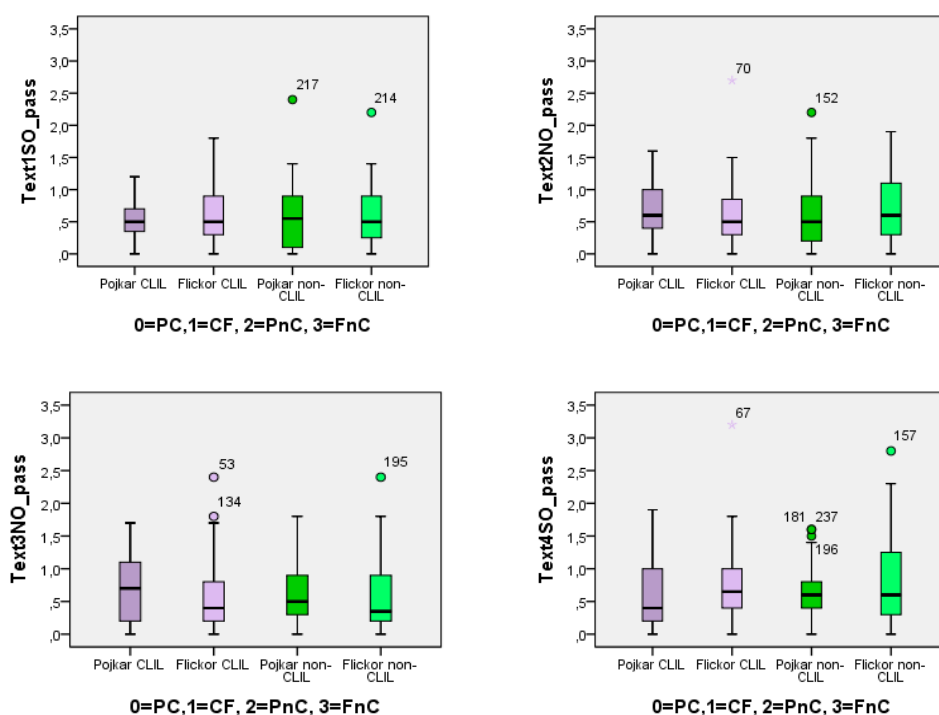 Text1SO_pass
3,5
3,0
2,5
2,0
1,5
1,0
,5
,0
217
214
Pojkar CLIL
Flickor CLIL
Pojkar non-
CLIL
Flickor non-
CLIL
0=PC,1=CF, 2=PnC, 3=FnC
Text2NO_pass
3,5
3,0
2,5
2,0
1,5
1,0
,5
,0
70
152
Pojkar CLIL
Flickor CLIL
Pojkar non-
CLIL
Flickor non-
CLIL
0=PC,1=CF, 2=PnC, 3=FnC
Text3NO_pass
3,5
3,0
2,5
2,0
1,5
1,0
,5
,0
53
134
195
Pojkar CLIL
Flickor CLIL
Pojkar non-
CLIL
Flickor non-
CLIL
0=PC,1=CF, 2=PnC, 3=FnC
Text4SO_pass
3,5
3,0
2,5
2,0
1,5
1,0
,5
,0
67
157
181 237
196
Pojkar CLIL
Flickor CLIL
Pojkar non-
CLIL
Flickor non-
CLIL
0=PC,1=CF, 2=PnC, 3=FnC